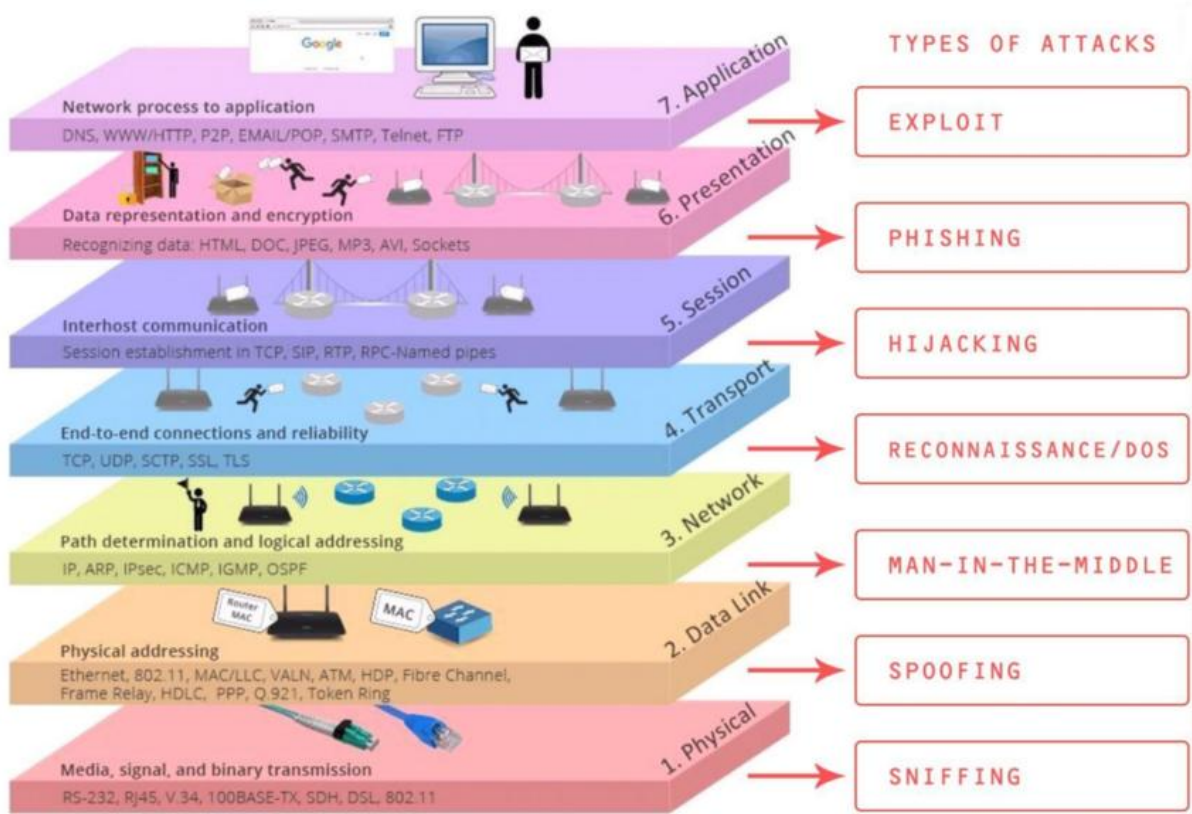 Google
TYPES OF ATTACKS
7. Application
Network process to application
DNS, WWW/HTTP, P2P, EMAIL/POP, SMTP, Telnet, FTP
EXPLOIT
6. Presentation
Data representation and encryption
Recognizing data: HTML, DOC, JPEG, MP3, AVI, Sockets
PHISHING
5. Session
Interhost communication
Session establishment in TCP, SIP, RTP, RPC-Named pipes
HIJACKING
4. Transport
End-to-end connections and reliability
TCP, UDP, SCTP, SSL, TLS
RECONNAISSANCE/DOS
3. Network
Path determination and logical addressing
IP, ARP, IPsec, ICMP, IGMP, OSPF
MAN-IN-THE-MIDDLE
Router
MAC
MAC
2. Data Link
Physical addressing
Ethernet, 802.11, MAC/LLC, VALN, ATM, HDP, Fibre Channel,
Frame Relay, HDLC, PPP, Q 921, Token Ring
SPOOFING
1. Physical
Media, signal, and binary transmission
RS-232, RJ45, V.34, 100BASE-TX, SDH, DSL, 802.11
SNIFFING